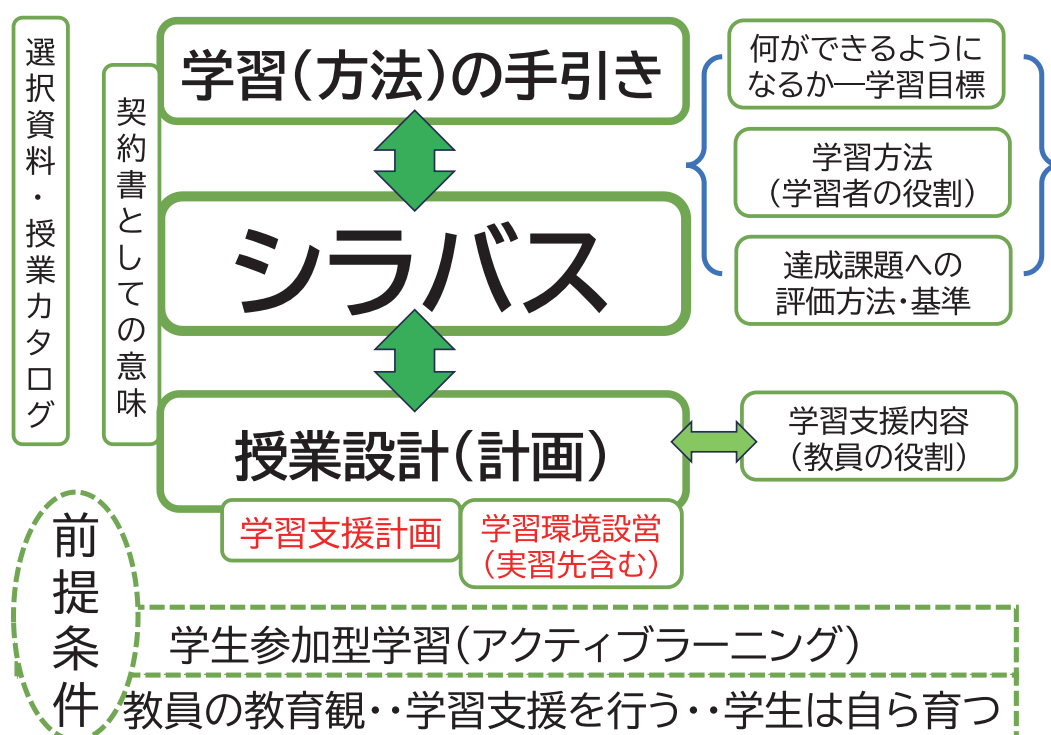 選択資料・授業カタログ
契約書としての意味
学習（方法）の手引き
シラバス
授業設計（計画）
学習支援計画
学習環境設営
（実習先含む）
何ができるように
なるか―学習目標
学習方法
（学習者の役割）
達成課題への
評価方法・基準
学習支援内容
（教員の役割）
前提条件
学生参加型学習（アクティブラーニング）
教員の教育観・・学習支援を行う・・学生は自ら育つ